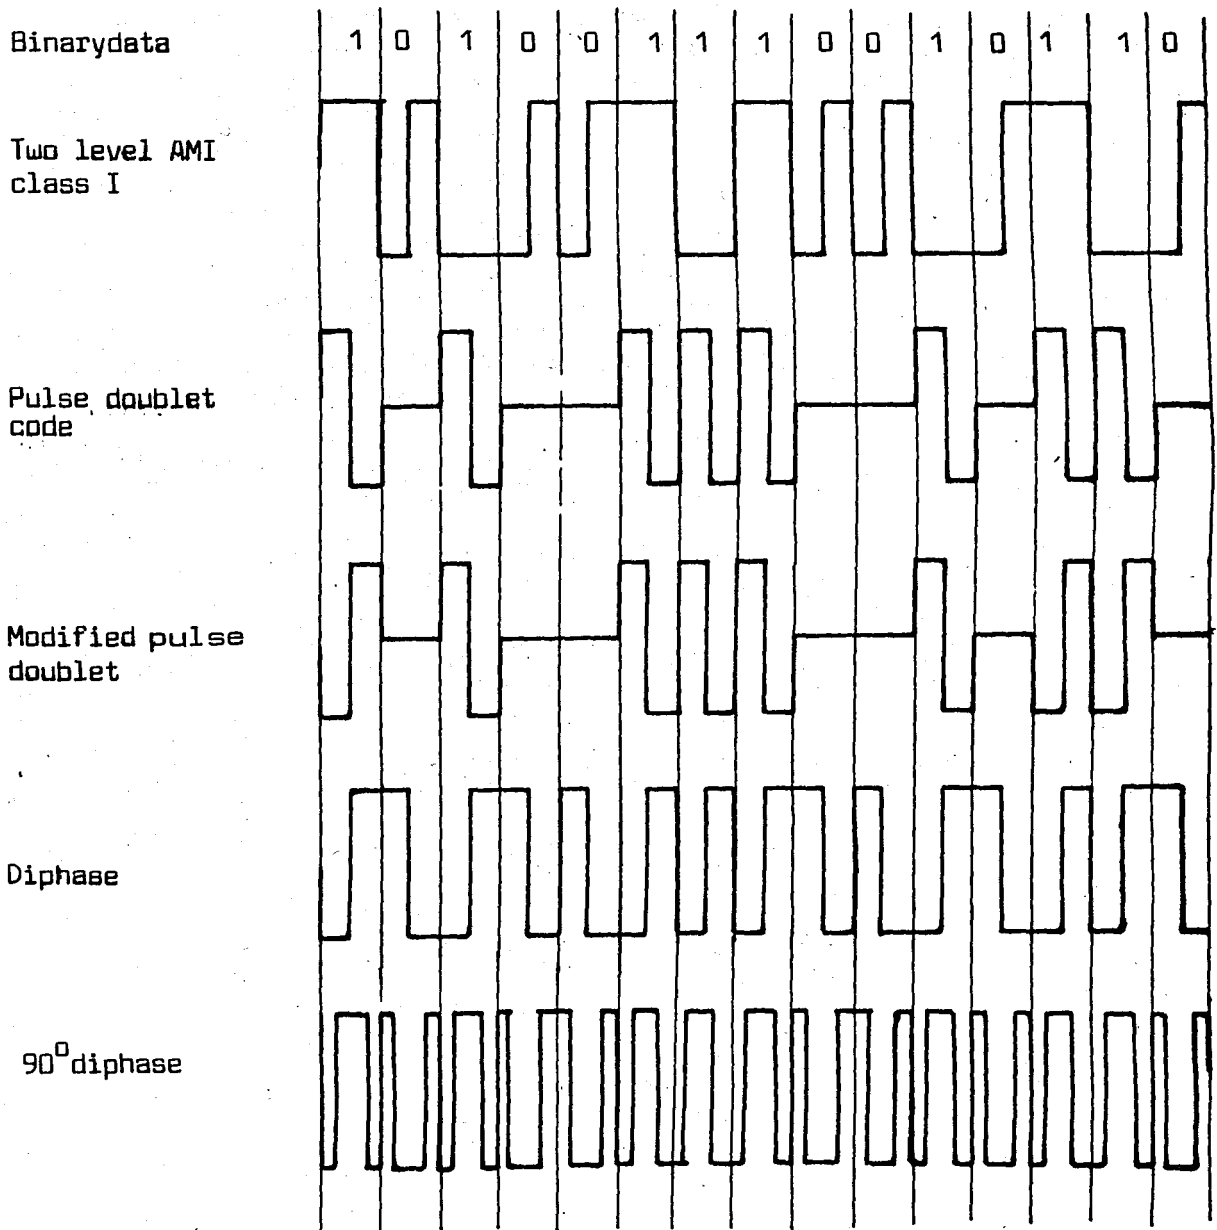 Binarydata 1 0 1 0 0 1 1 1 0 0 1 0 1 1 0
Two level AMI
class I
Pulse doublet
code
Modified pulse
doublet
Diphase
90° diphase